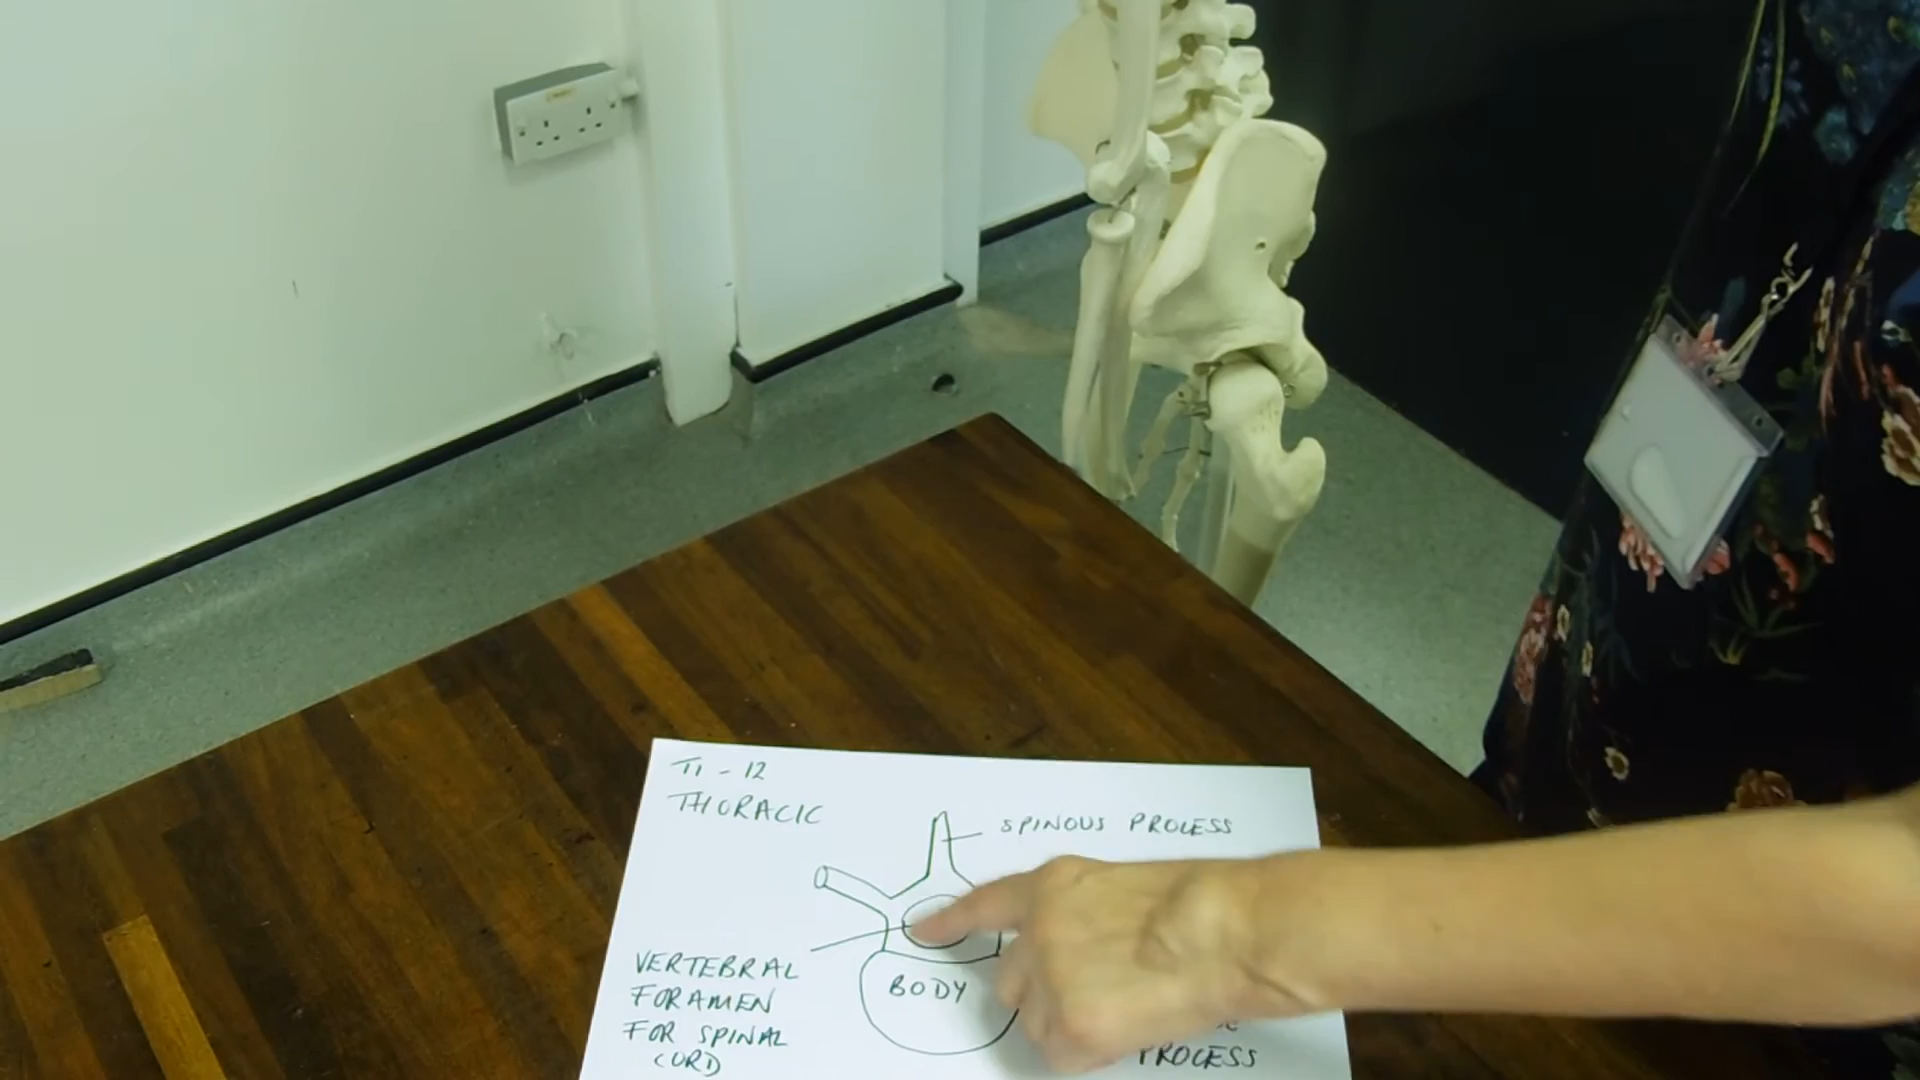 T1 - 12
THORACIC
SPINOUS PROCESS
VERTEBRAL
FORAMEN
FOR SPINAL
CORD
BODY
PROCESS